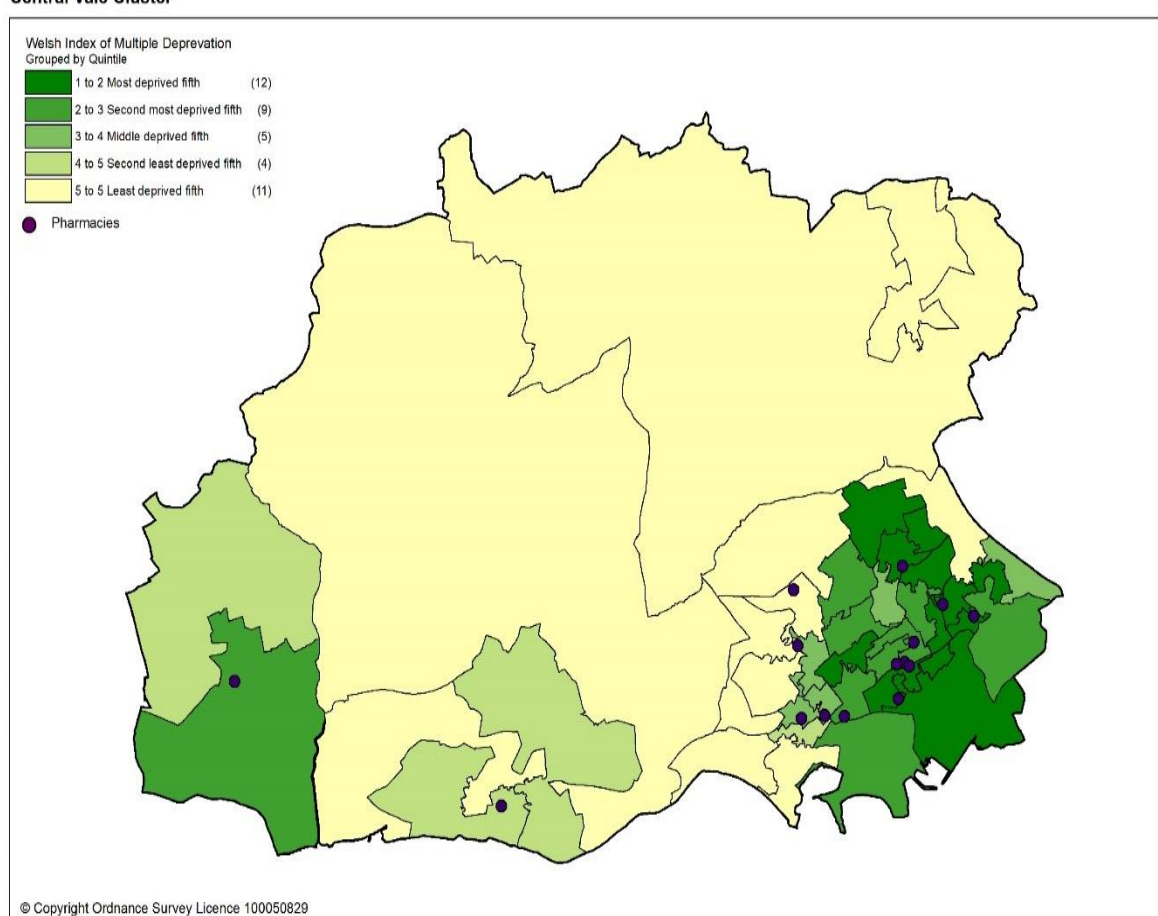 Central Vale Cluster
Welsh Index of Multiple Deprevation
Grouped by Quintile
1 to 2 Most deprived fifth (12)
2 to 3 Second most deprived fifth (9)
3 to 4 Middle deprived fifth (5)
4 to 5 Second least deprived fifth (4)
5 to 5 Least deprived fifth (11)
Pharmacies
© Copyright Ordnance Survey Licence 100050829